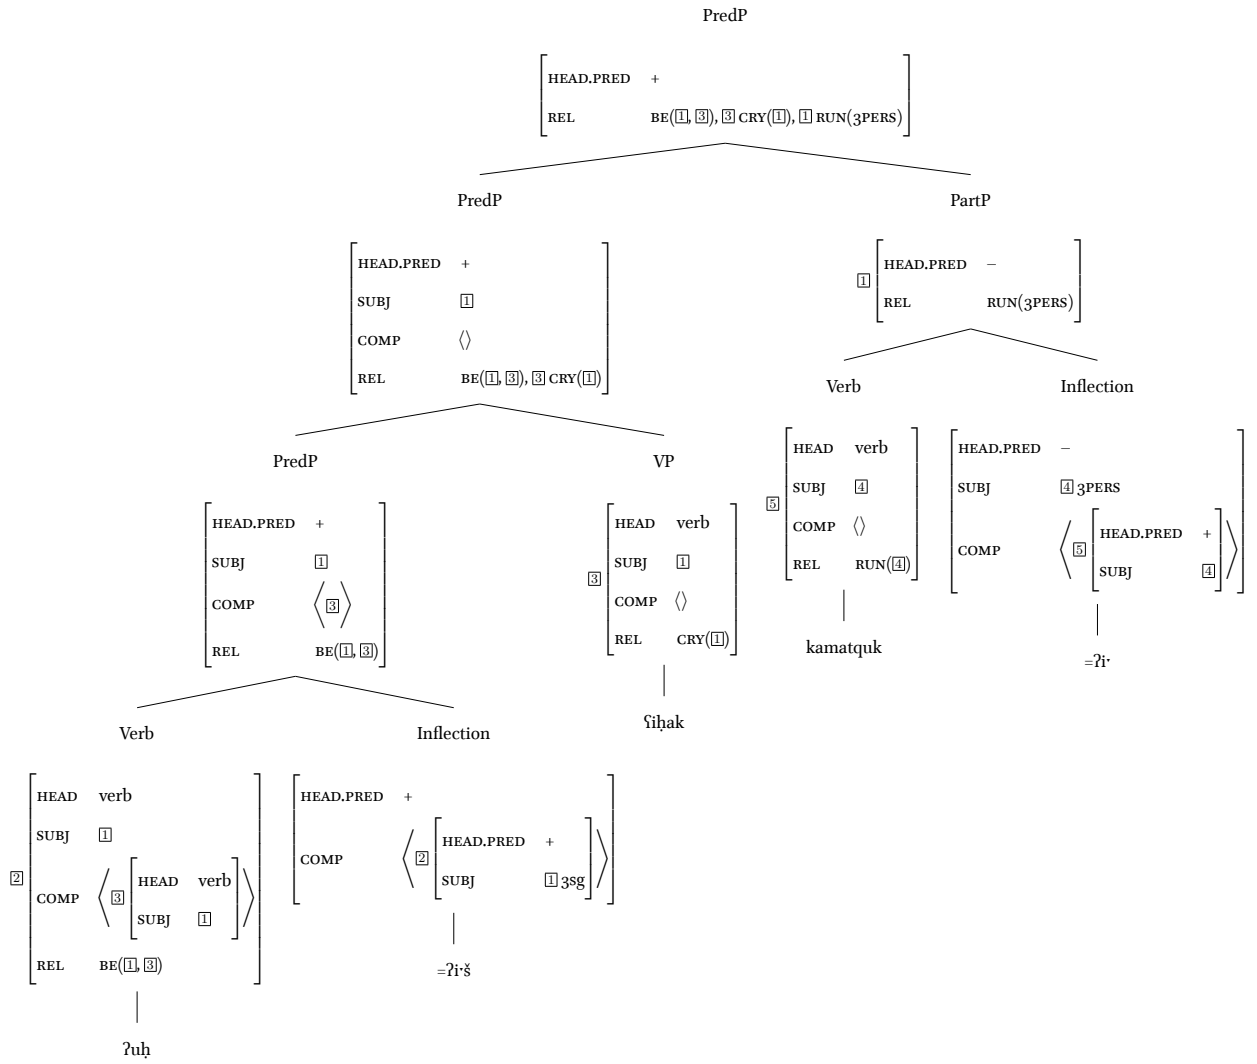 PredP
HEAD.PRED +
REL BE([1], [3]), [3] CRY([1]), [1] RUN(3PERS)
PredP
HEAD.PRED +
SUBJ [1]
COMP ⟨⟩
REL BE([1], [3]), [3] CRY([1])
PartP
[1]
HEAD.PRED –
REL RUN(3PERS)
PredP
HEAD.PRED +
SUBJ [1]
COMP ⟨[3]⟩
REL BE([1], [3])
VP
[3]
HEAD verb
SUBJ [1]
COMP ⟨⟩
REL CRY([1])
ʕiḥak
Verb
[5]
HEAD verb
SUBJ [4]
COMP ⟨⟩
REL RUN([4])
kamatquk
Inflection
HEAD.PRED –
SUBJ [4] 3PERS
COMP ⟨[5] [HEAD.PRED +
SUBJ [4]]⟩
=ʔi·
Verb
[2]
HEAD verb
SUBJ [1]
COMP ⟨[3] [HEAD verb
SUBJ [1]]⟩
REL BE([1], [3])
ʔuḥ
Inflection
HEAD.PRED +
COMP ⟨[2] [HEAD.PRED +
SUBJ [1] 3sg]⟩
=ʔi·š